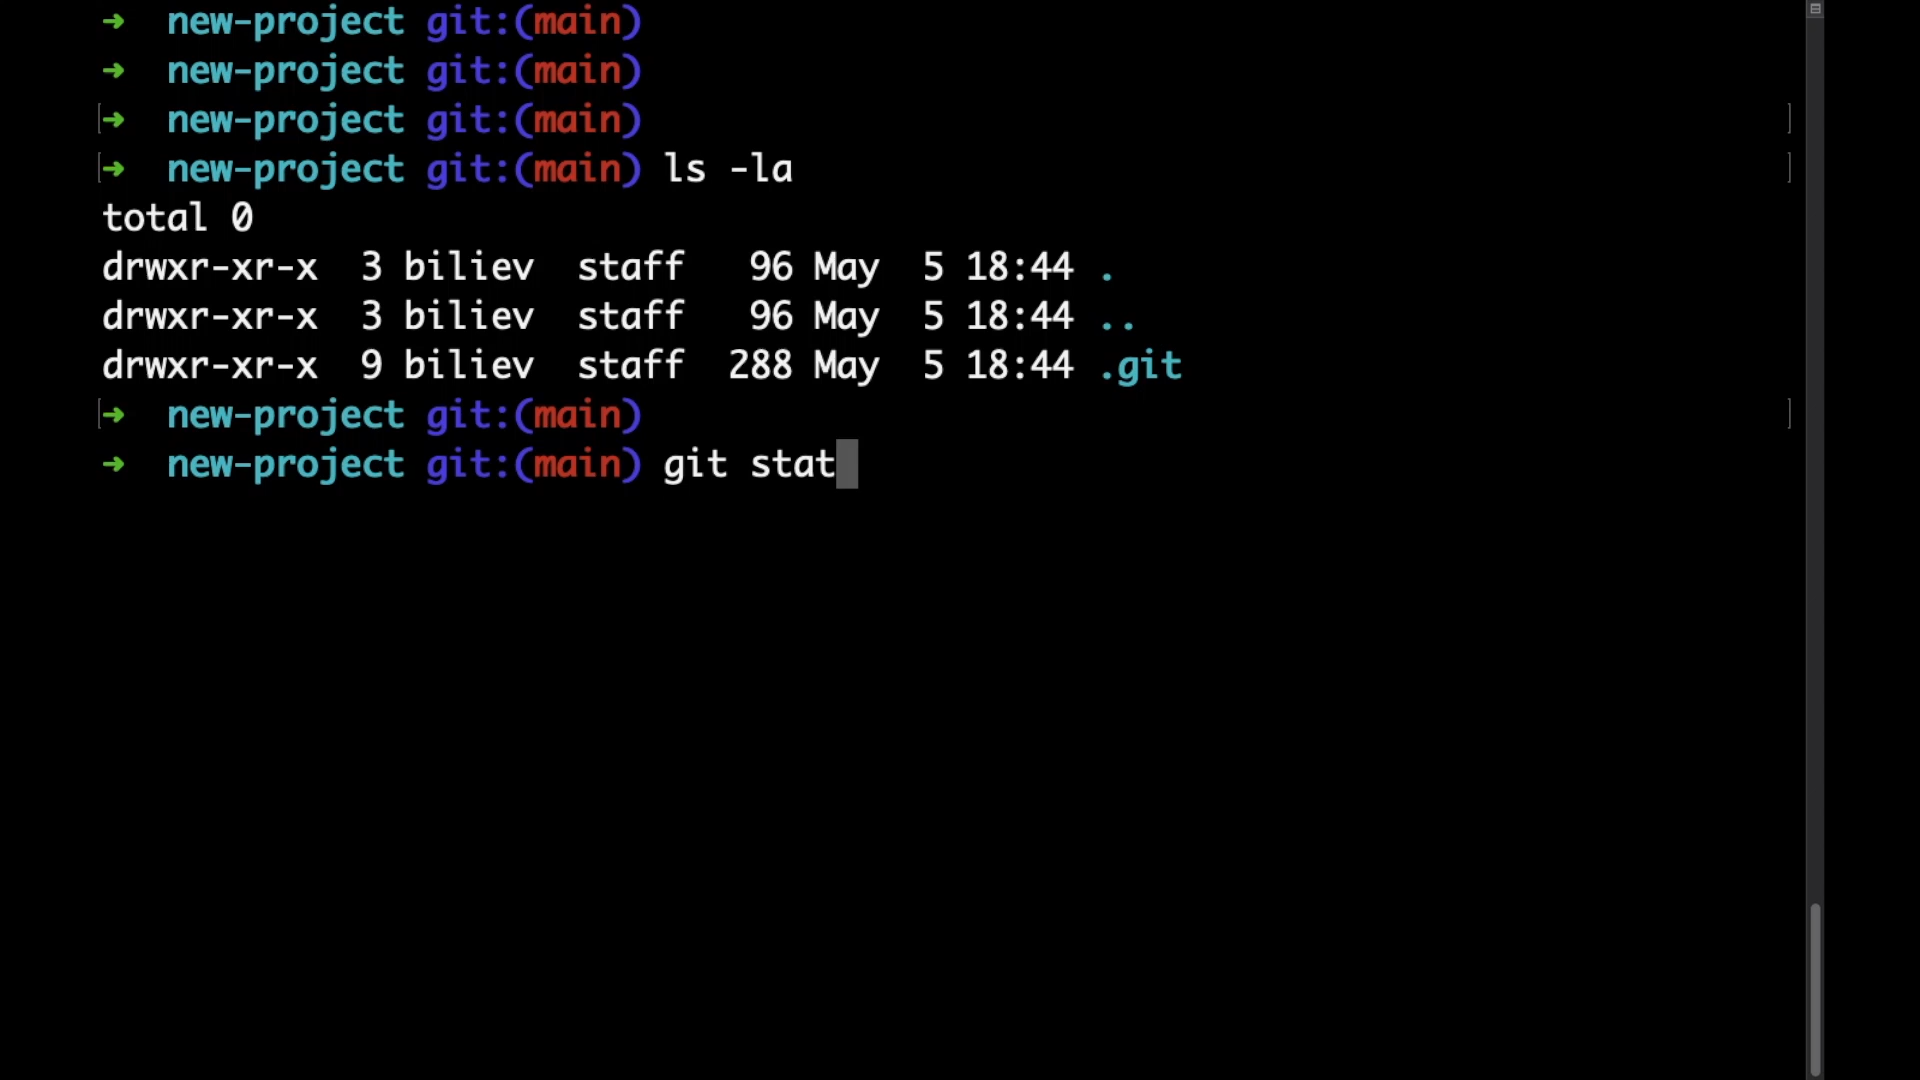 ➜  new-project git:(main)
➜  new-project git:(main)
➜  new-project git:(main)
➜  new-project git:(main) ls -la
total 0
drwxr-xr-x  3 biliev  staff   96 May  5 18:44 .
drwxr-xr-x  3 biliev  staff   96 May  5 18:44 ..
drwxr-xr-x  9 biliev  staff  288 May  5 18:44 .git
➜  new-project git:(main)
➜  new-project git:(main) git stat